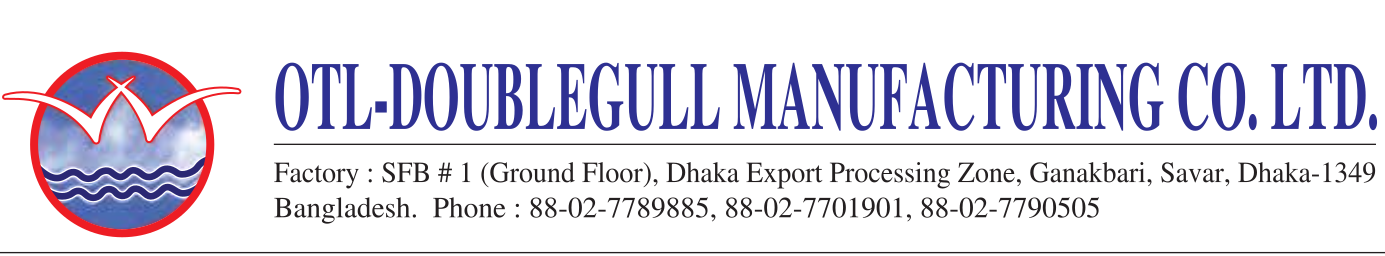 OTL-DOUBLEGULL MANUFACTURING CO. LTD.
Factory : SFB # 1 (Ground Floor), Dhaka Export Processing Zone, Ganakbari, Savar, Dhaka-1349
Bangladesh.  Phone : 88-02-7789885, 88-02-7701901, 88-02-7790505